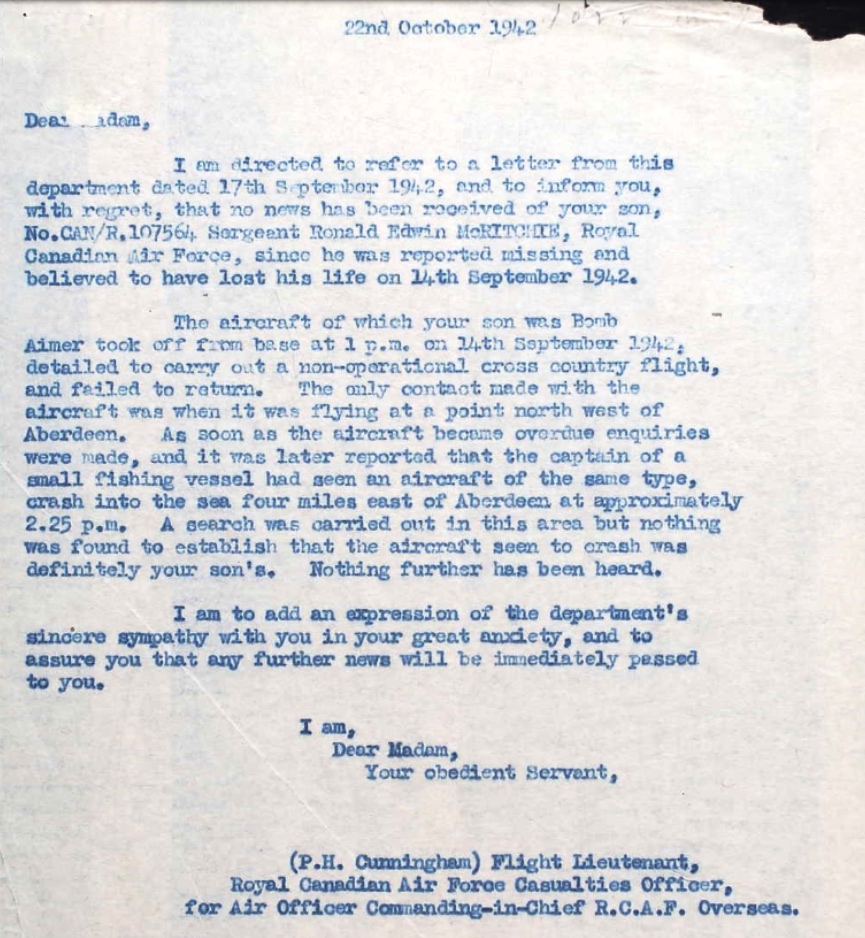 22nd October 1942
Dear Madam,
I am directed to refer to a letter from this
department dated 17th September 1942, and to inform you,
with regret, that no news has been received of your son,
No.CAN/R.107564 Sergeant Ronald Edwin McRITCHIE, Royal
Canadian Air Force, since he was reported missing and
believed to have lost his life on 14th September 1942.
The aircraft of which your son was Bomb
Aimer took off from base at 1 p.m. on 14th September 1942,
detailed to carry out a non-operational cross country flight,
and failed to return. The only contact made with the
aircraft was when it was flying at a point north west of
Aberdeen. As soon as the aircraft became overdue enquiries
were made, and it was later reported that the captain of a
small fishing vessel had seen an aircraft of the same type,
crash into the sea four miles east of Aberdeen at approximately
2.25 p.m. A search was carried out in this area but nothing
was found to establish that the aircraft seen to crash was
definitely your son's. Nothing further has been heard.
I am to add an expression of the department's
sincere sympathy with you in your great anxiety, and to
assure you that any further news will be immediately passed
to you.
I am,
Dear Madam,
Your obedient Servant,
(P.H. Cunningham) Flight Lieutenant,
Royal Canadian Air Force Casualties Officer,
for Air Officer Commanding-in-Chief R.C.A.F. Overseas.